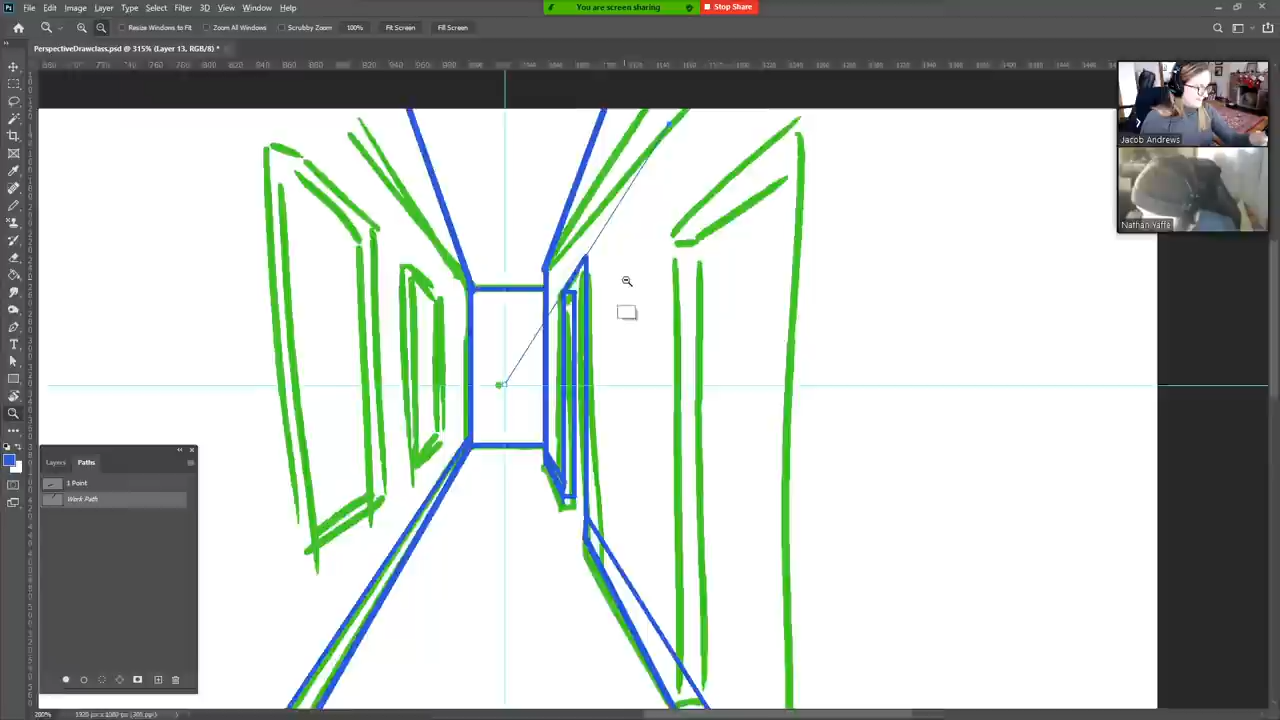 You are screen sharing
Stop Share
File Edit Image Layer Type Select Filter 3D View Window Help
Resize Windows to Fit Zoom All Windows Scrubby Zoom 100% Fit Screen Fill Screen
PerspectiveDrawclass.psd @ 315% (Layer 13, RGB/8) *
Jacob Andrews
Nathan Yaffe
Layers Paths
1 Point
Work Path
200%